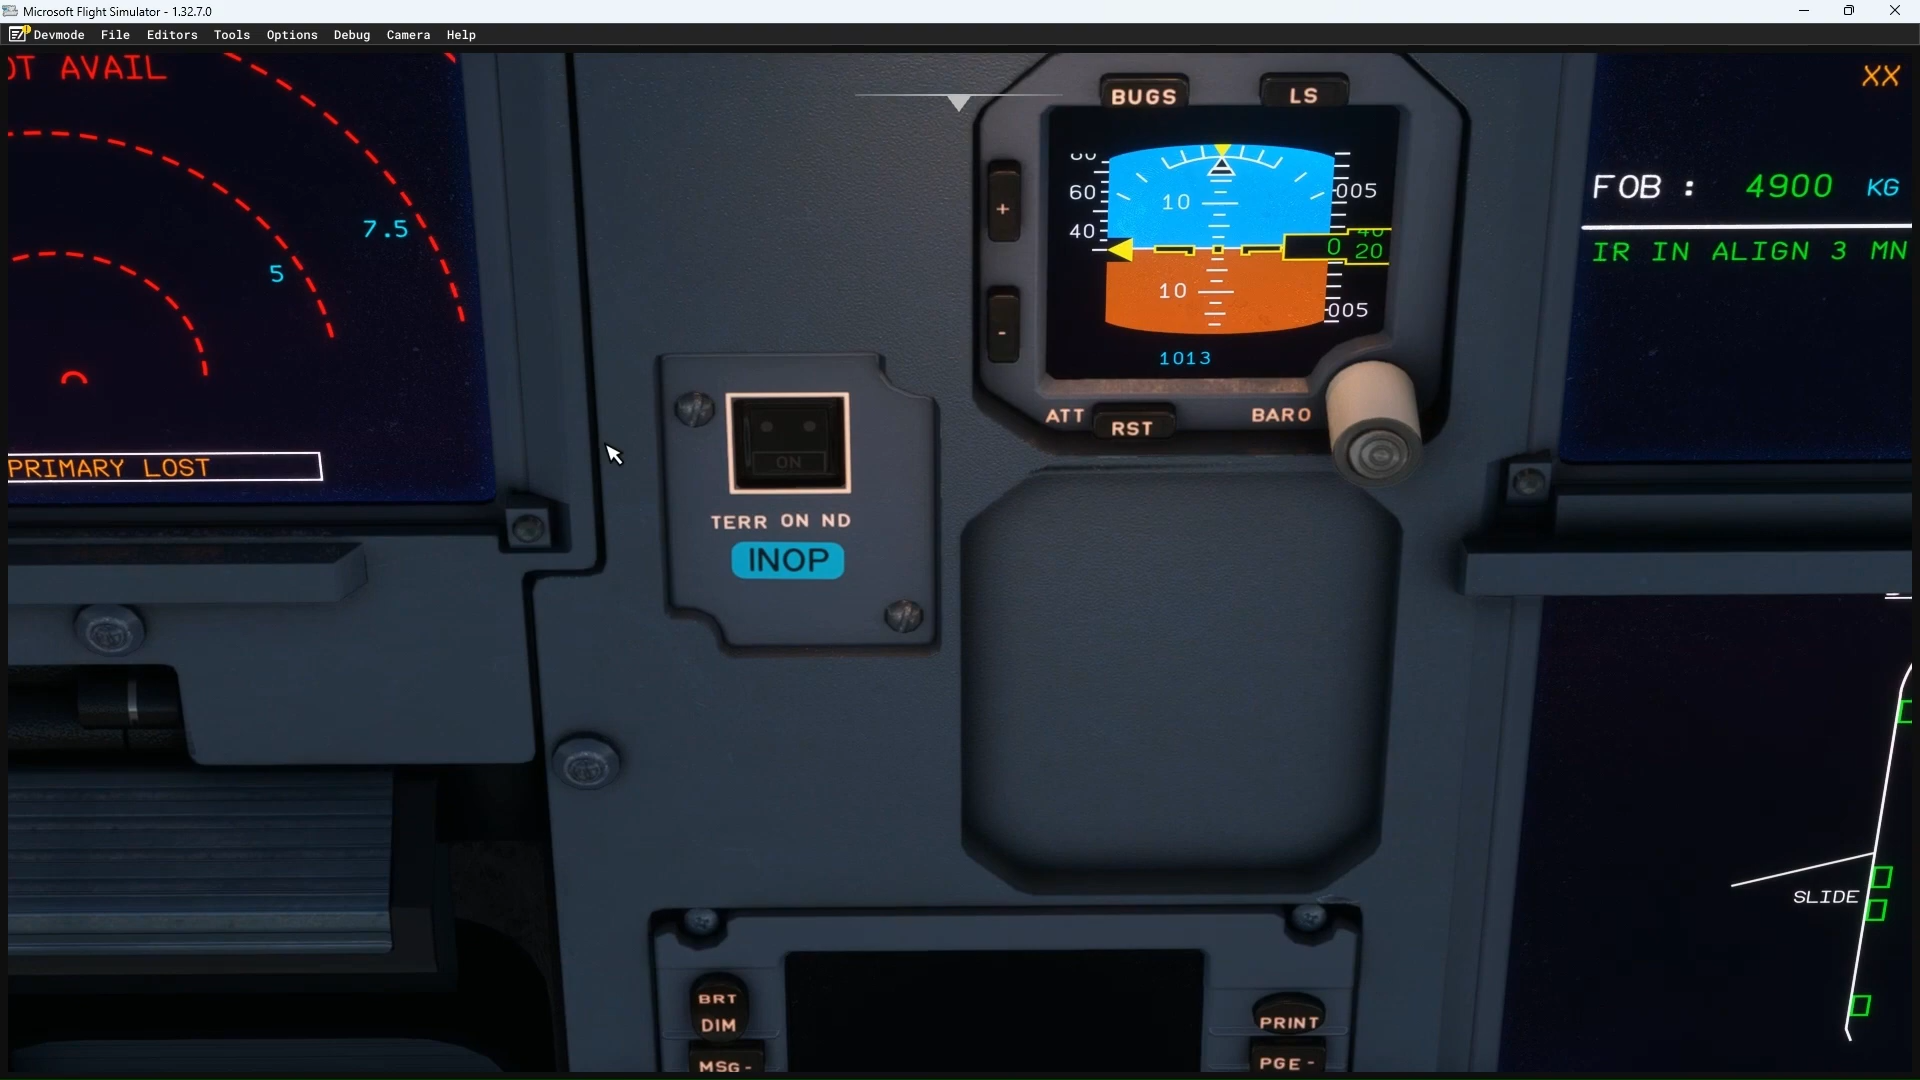 Microsoft Flight Simulator - 1.32.7.0
Devmode File Editors Tools Options Debug Camera Help
AVAIL
7.5
5
PRIMARY LOST
BUGS LS
+
-
60
40
10
10
005
0
20
005
1013
ATT RST BARO
ON
TERR ON ND
INOP
XX
FOB : 4900 KG
IR IN ALIGN 3 MN
SLIDE
BRT
DIM
MSG-
PRINT
PGE -